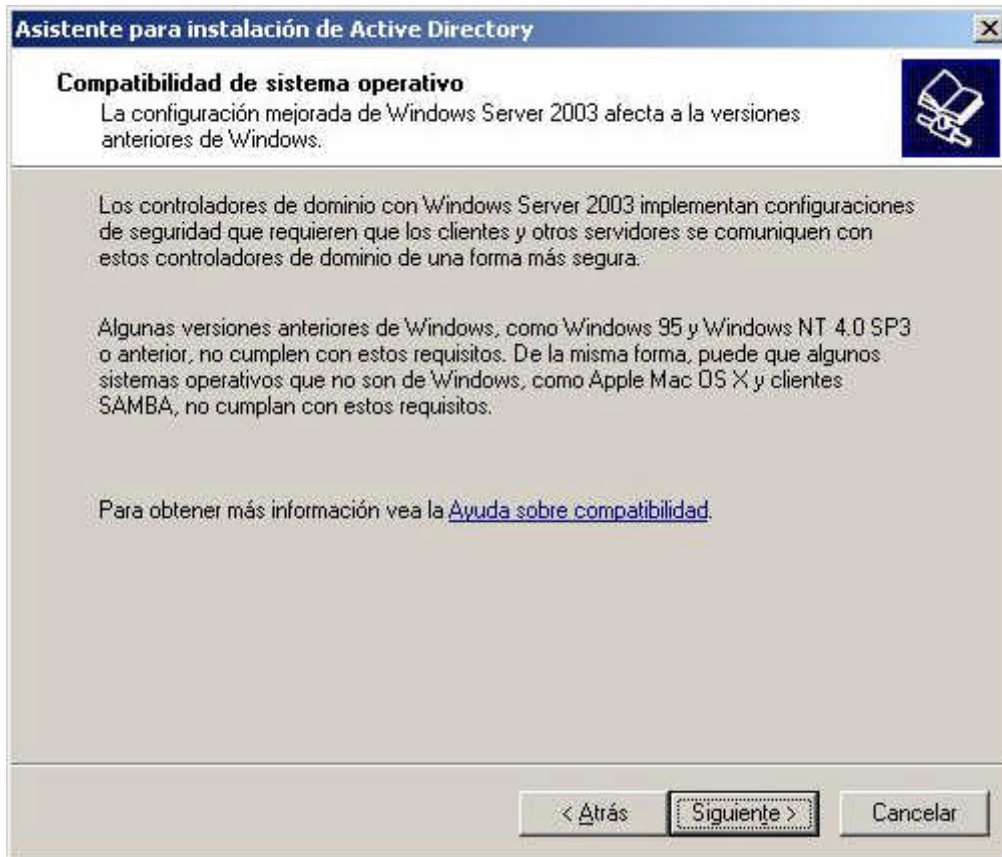 Asistente para instalación de Active Directory
Compatibilidad de sistema operativo
La configuración mejorada de Windows Server 2003 afecta a la versiones
anteriores de Windows.
Los controladores de dominio con Windows Server 2003 implementan configuraciones
de seguridad que requieren que los clientes y otros servidores se comuniquen con
estos controladores de dominio de una forma más segura.
Algunas versiones anteriores de Windows, como Windows 95 y Windows NT 4.0 SP3
o anterior, no cumplen con estos requisitos. De la misma forma, puede que algunos
sistemas operativos que no son de Windows, como Apple Mac OS X y clientes
SAMBA, no cumplan con estos requisitos.
Para obtener más información vea la Ayuda sobre compatibilidad.
< Atrás Siguiente > Cancelar